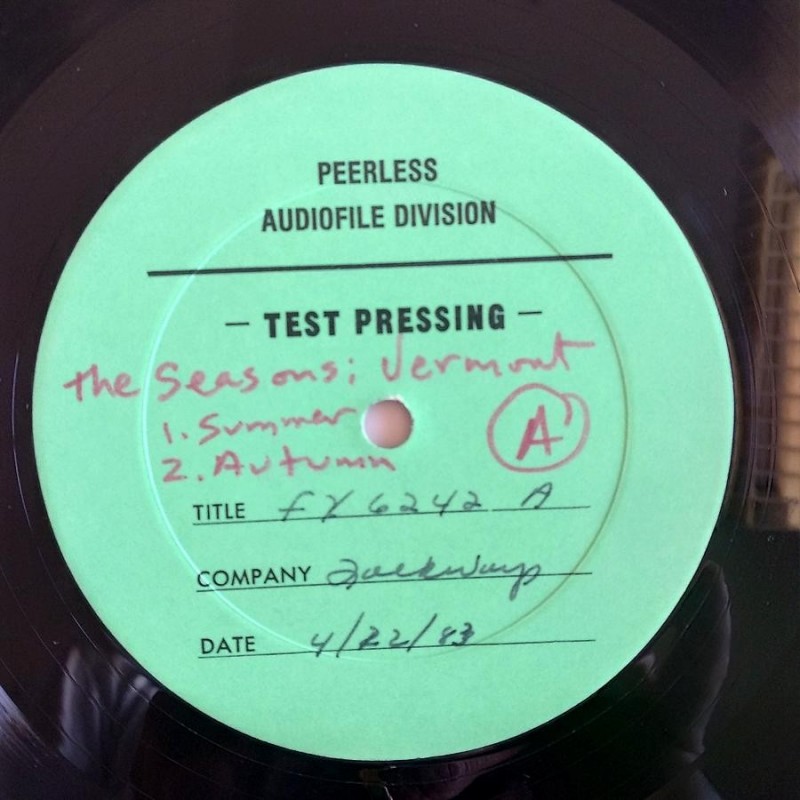 PEERLESS
AUDIOFILE DIVISION
– TEST PRESSING –
the Seasons: Vermont
1. Summer
2. Autumn
A
TITLE FX 6242 A
COMPANY Folkways
DATE 4/22/83